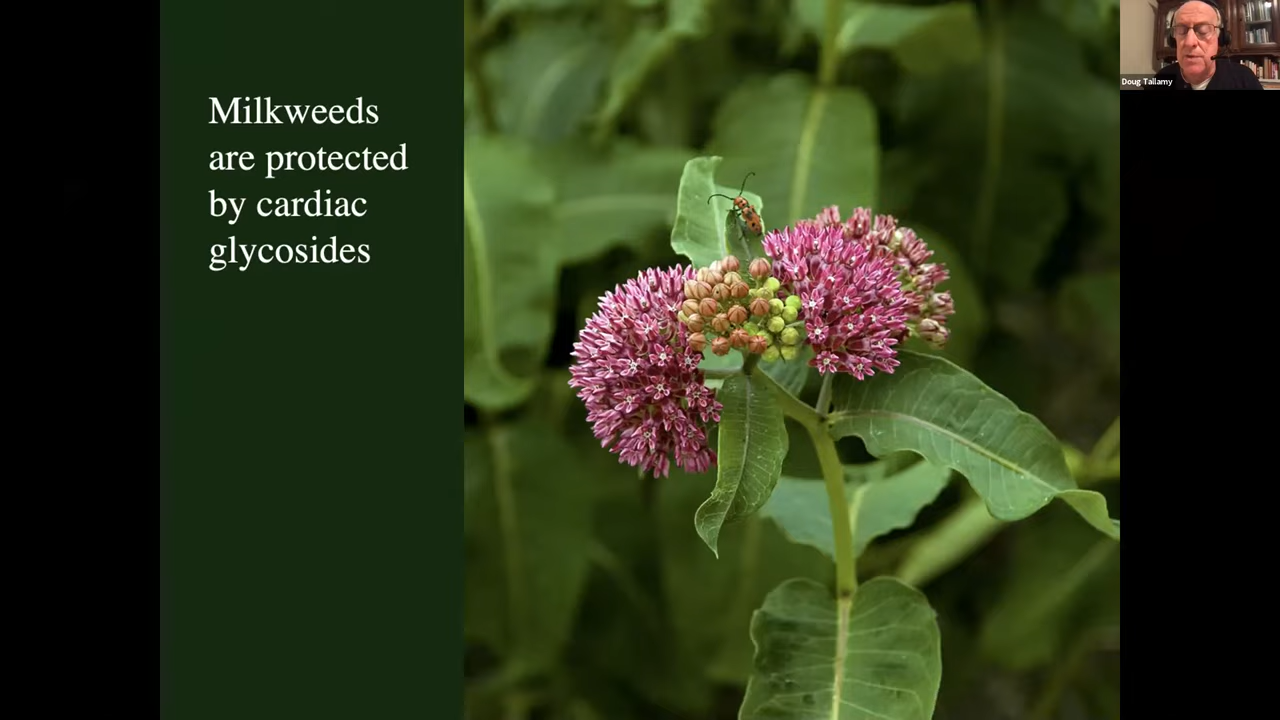 Milkweeds
are protected
by cardiac
glycosides
Doug Tallamy